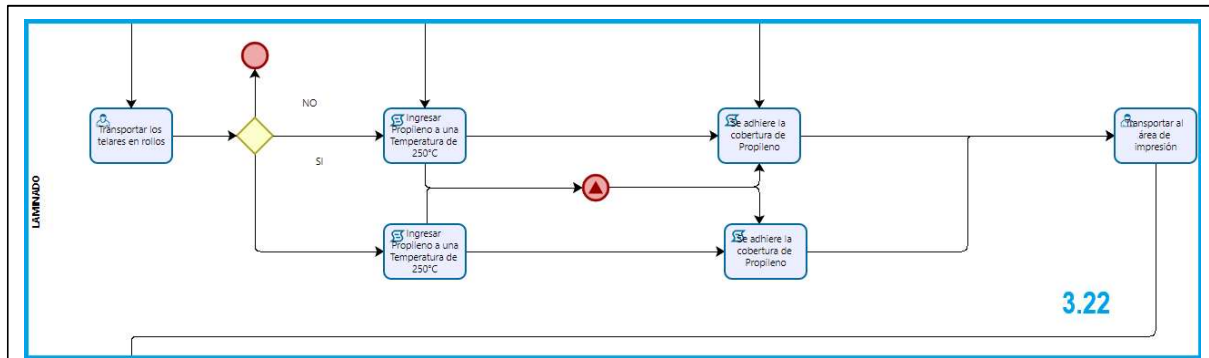 LAMINADO
Transportar los
telares en rollos
NO
SI
Ingresar
Propileno a una
Temperatura de
250°C
Se adhiere la
cobertura de
Propileno
Transportar al
área de
impresión
Ingresar
Propileno a una
Temperatura de
250°C
Se adhiere la
cobertura de
Propileno
3.22